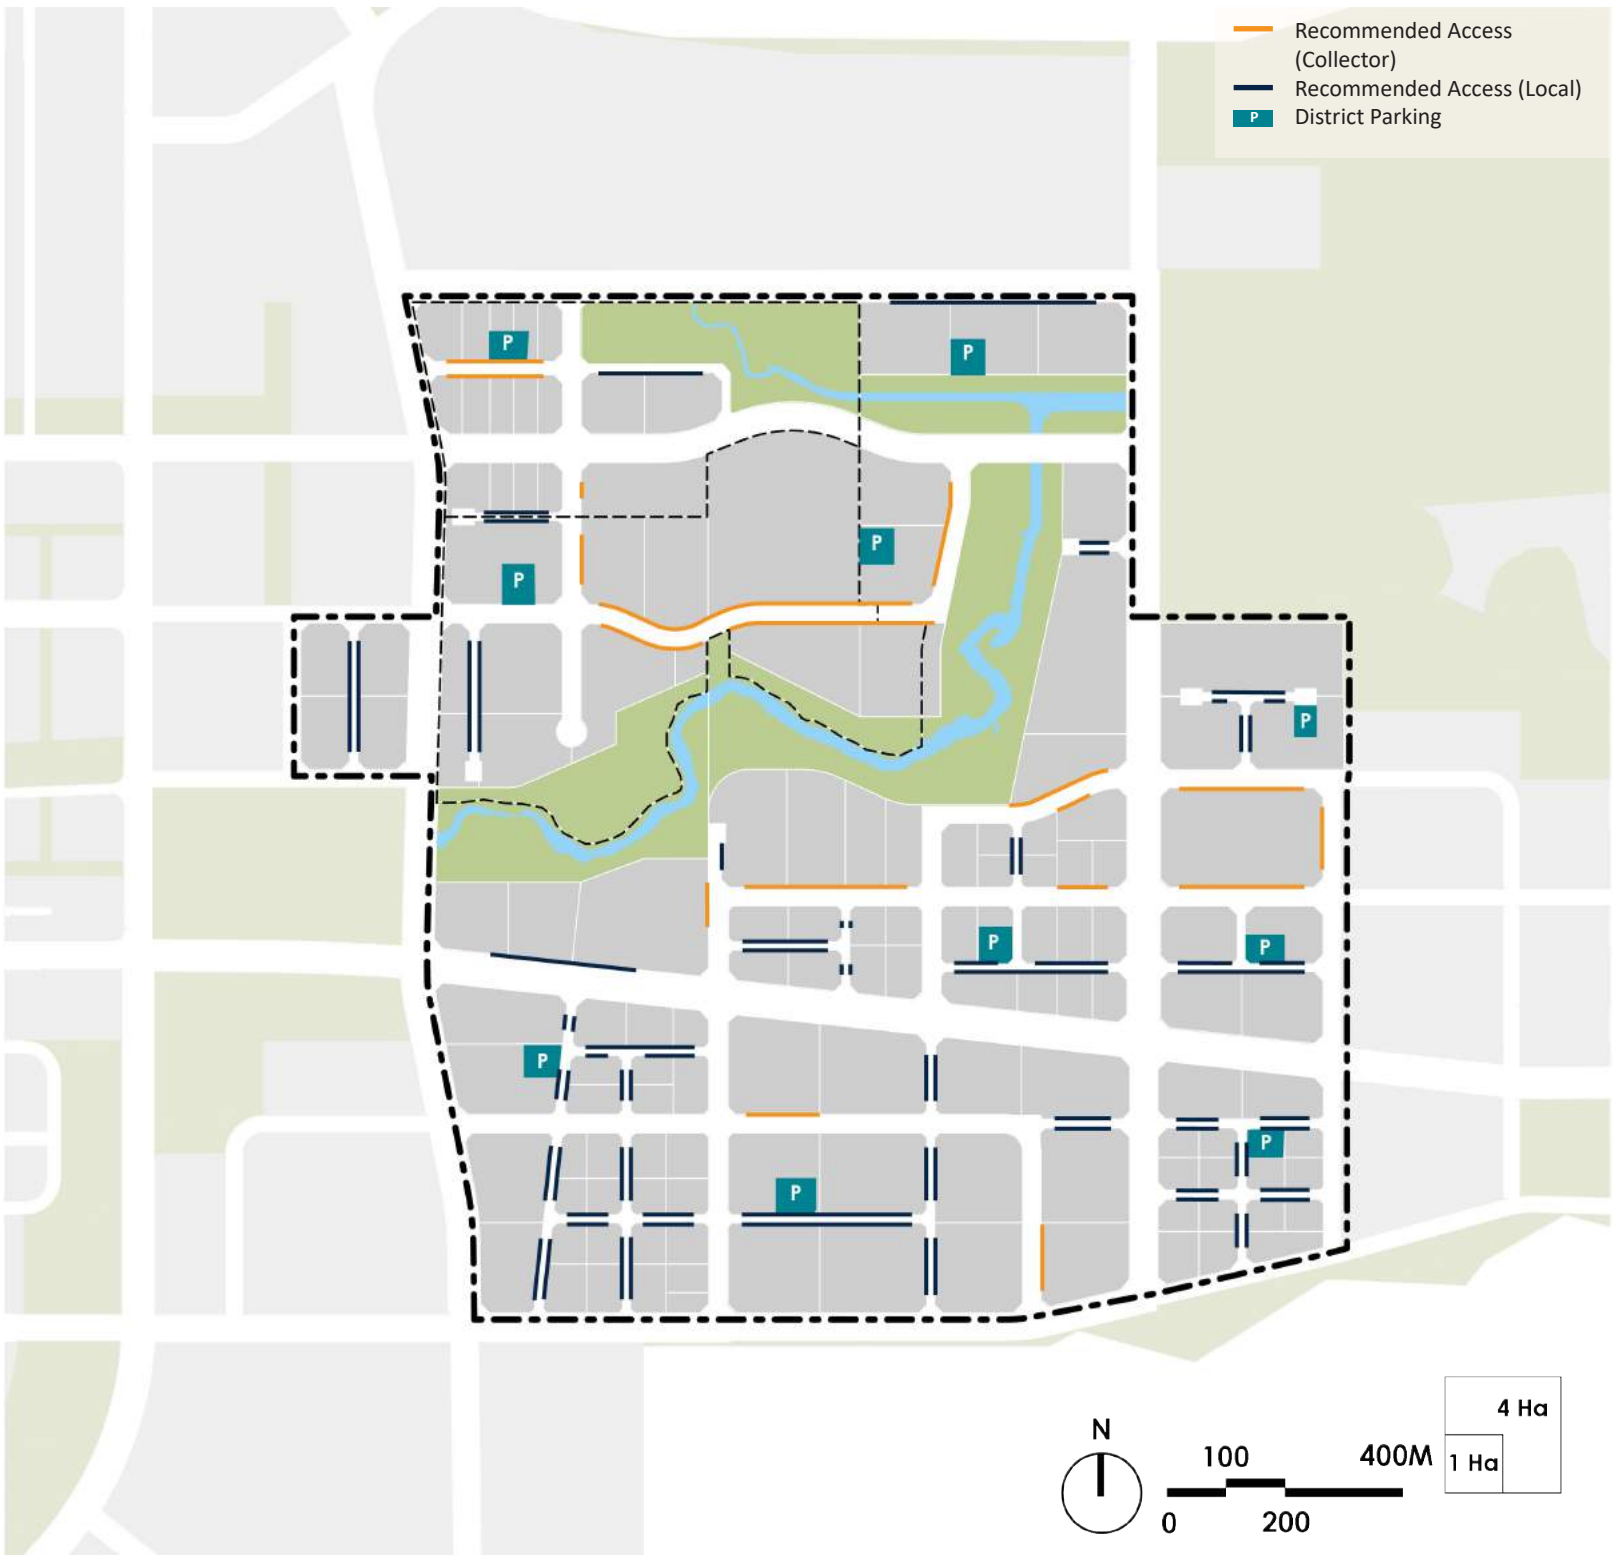 Recommended Access
(Collector)
Recommended Access (Local)
P District Parking
P
P
P
P
P
P
P
P
P
P
N
100 400M
0 200
4 Ha
1 Ha